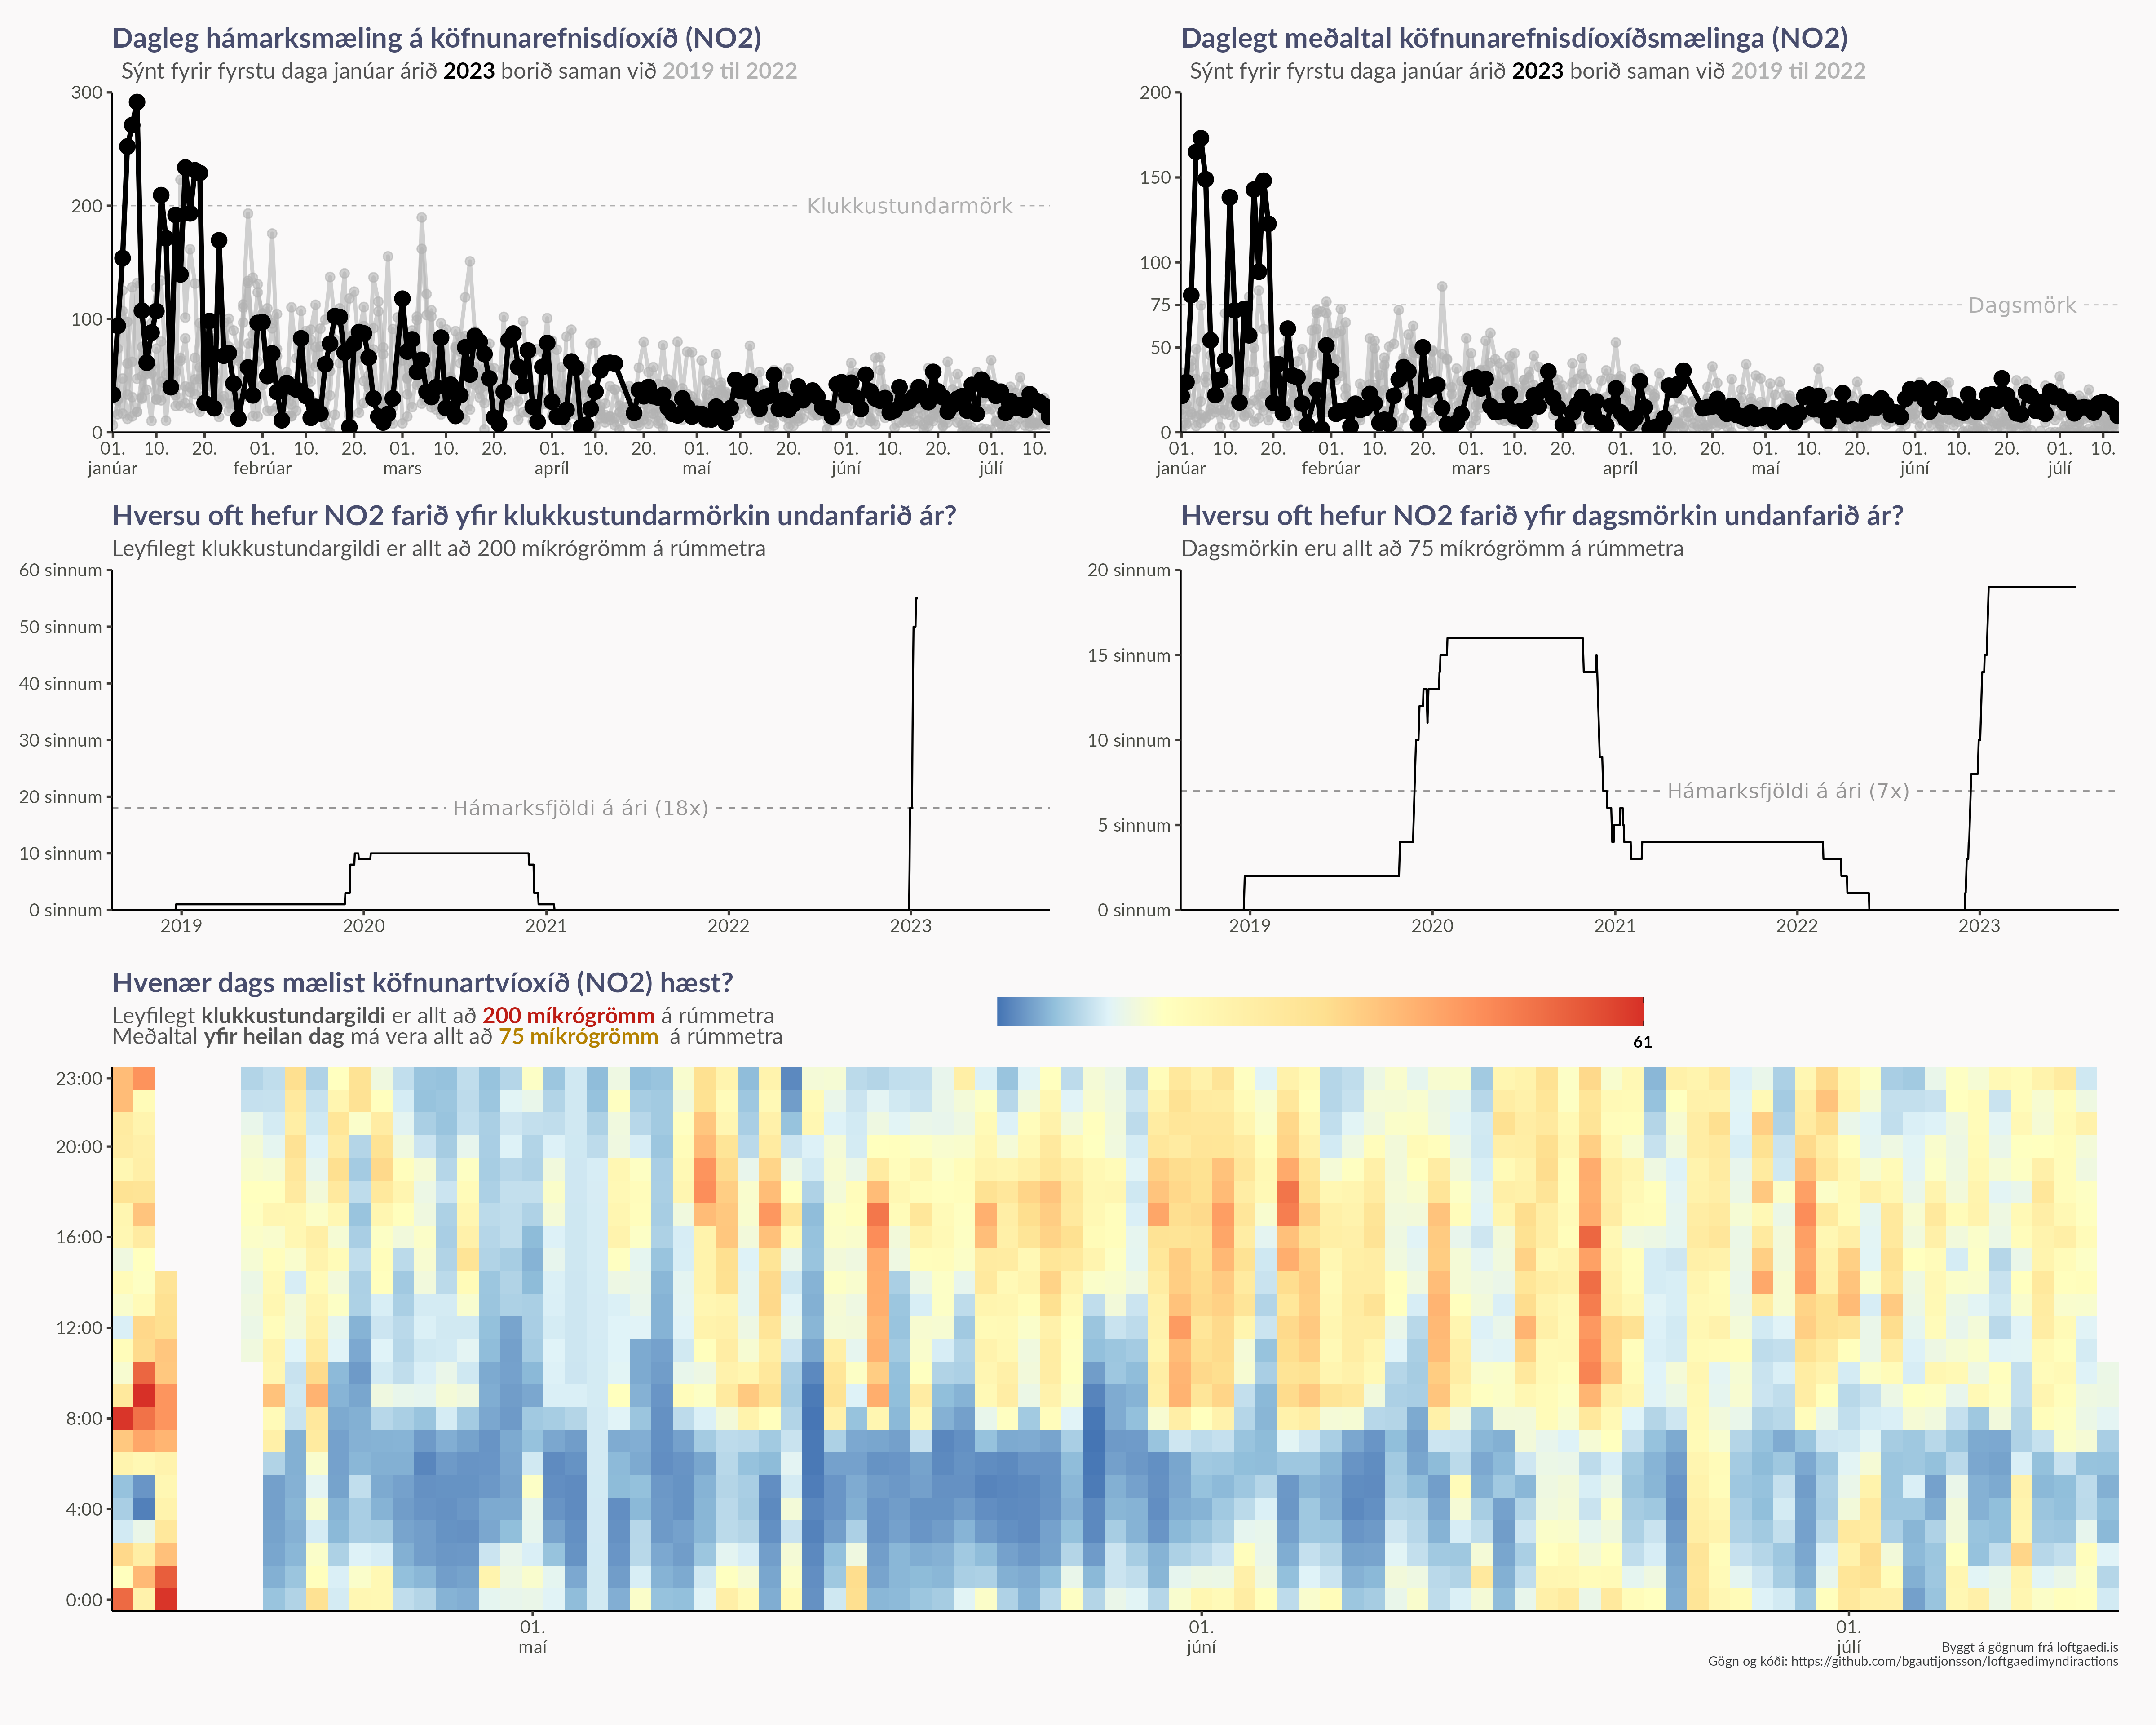 Dagleg hámarksmæling á köfnunarefnisdíoxíð (NO2)
Sýnt fyrir fyrstu daga janúar árið 2023 borið saman við 2019 til 2022
300
200
100
0
Klukkustundarmörk
01. 10. 20. 01. 10. 20. 01. 10. 20. 01. 10. 20. 01. 10. 20. 01. 10. 20. 01. 10.
janúar febrúar mars apríl maí júní júlí
Daglegt meðaltal köfnunarefnisdíoxíðsmælinga (NO2)
Sýnt fyrir fyrstu daga janúar árið 2023 borið saman við 2019 til 2022
200
150
100
75
50
0
Dagsmörk
01. 10. 20. 01. 10. 20. 01. 10. 20. 01. 10. 20. 01. 10. 20. 01. 10. 20. 01. 10.
janúar febrúar mars apríl maí júní júlí
Hversu oft hefur NO2 farið yfir klukkustundarmörkin undanfarið ár?
Leyfilegt klukkustundargildi er allt að 200 míkrógrömm á rúmmetra
60 sinnum
50 sinnum
40 sinnum
30 sinnum
20 sinnum
10 sinnum
0 sinnum
Hámarksfjöldi á ári (18x)
2019 2020 2021 2022 2023
Hversu oft hefur NO2 farið yfir dagsmörkin undanfarið ár?
Dagsmörkin eru allt að 75 míkrógrömm á rúmmetra
20 sinnum
15 sinnum
10 sinnum
5 sinnum
0 sinnum
Hámarksfjöldi á ári (7x)
2019 2020 2021 2022 2023
Hvenær dags mælist köfnunartvíoxíð (NO2) hæst?
Leyfilegt klukkustundargildi er allt að 200 míkrógrömm á rúmmetra
Meðaltal yfir heilan dag má vera allt að 75 míkrógrömm á rúmmetra
61
23:00
20:00
16:00
12:00
8:00
4:00
0:00
01. 01. 01.
maí júní júlí
Byggt á gögnum frá loftgaedi.is
Gögn og kóði: https://github.com/bgautijonsson/loftgaedimyndiractions